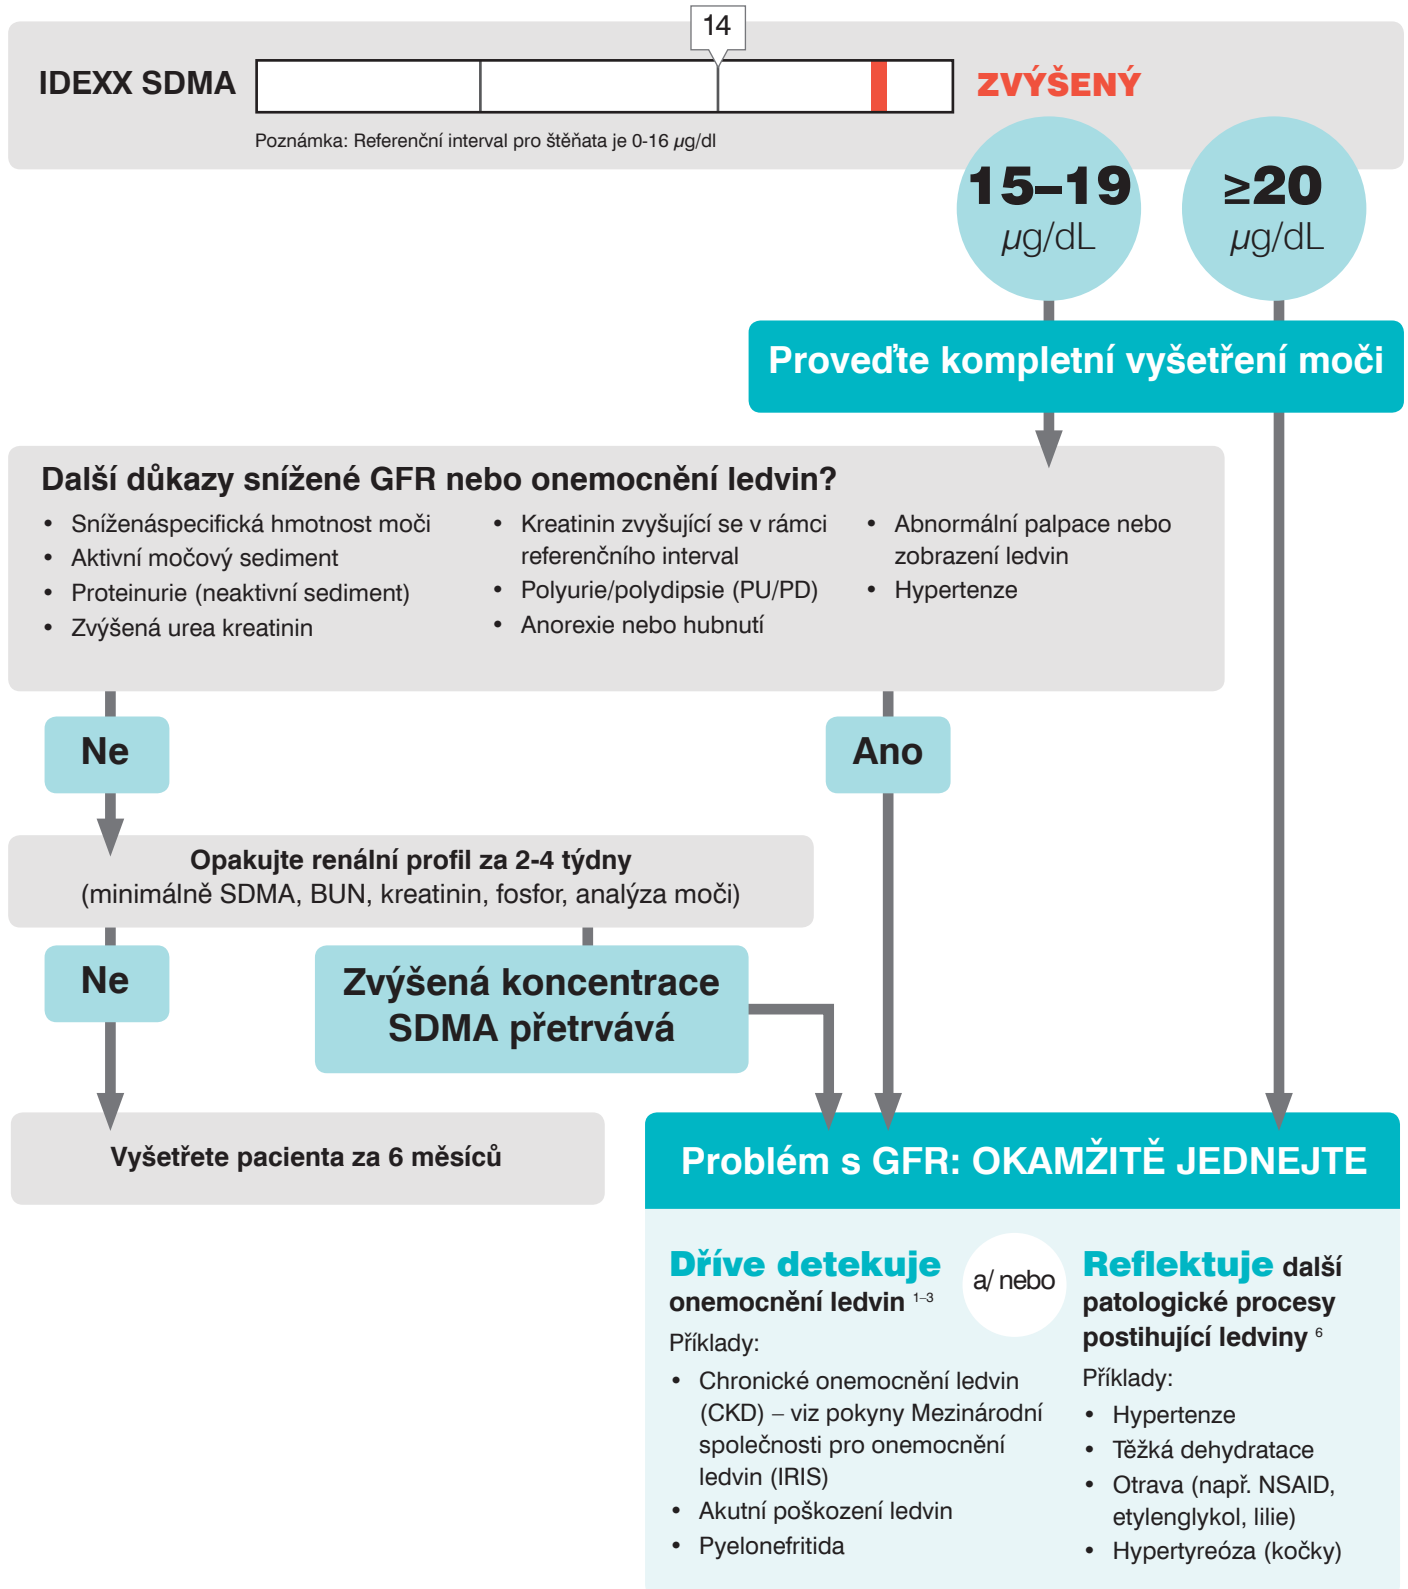 14
IDEXX SDMA
ZVÝŠENÝ
Poznámka: Referenční interval pro štěňata je 0-16 µg/dl
15–19
µg/dL
≥20
µg/dL
Proveďte kompletní vyšetření moči
Další důkazy snížené GFR nebo onemocnění ledvin?
• Sníženáspecifická hmotnost moči
• Aktivní močový sediment
• Proteinurie (neaktivní sediment)
• Zvýšená urea kreatinin
• Kreatinin zvyšující se v rámci
referenčního interval
• Polyurie/polydipsie (PU/PD)
• Anorexie nebo hubnutí
• Abnormální palpace nebo
zobrazení ledvin
• Hypertenze
Ne
Ano
Opakujte renální profil za 2-4 týdny
(minimálně SDMA, BUN, kreatinin, fosfor, analýza moči)
Ne
Zvýšená koncentrace
SDMA přetrvává
Vyšetřete pacienta za 6 měsíců
Problém s GFR: OKAMŽITĚ JEDNEJTE
Dříve detekuje
onemocnění ledvin 1–3
Příklady:
• Chronické onemocnění ledvin
(CKD) – viz pokyny Mezinárodní
společnosti pro onemocnění
ledvin (IRIS)
• Akutní poškození ledvin
• Pyelonefritida
a/ nebo
Reflektuje další
patologické procesy
postihující ledviny 6
Příklady:
• Hypertenze
• Těžká dehydratace
• Otrava (např. NSAID,
etylenglykol, lilie)
• Hypertyreóza (kočky)